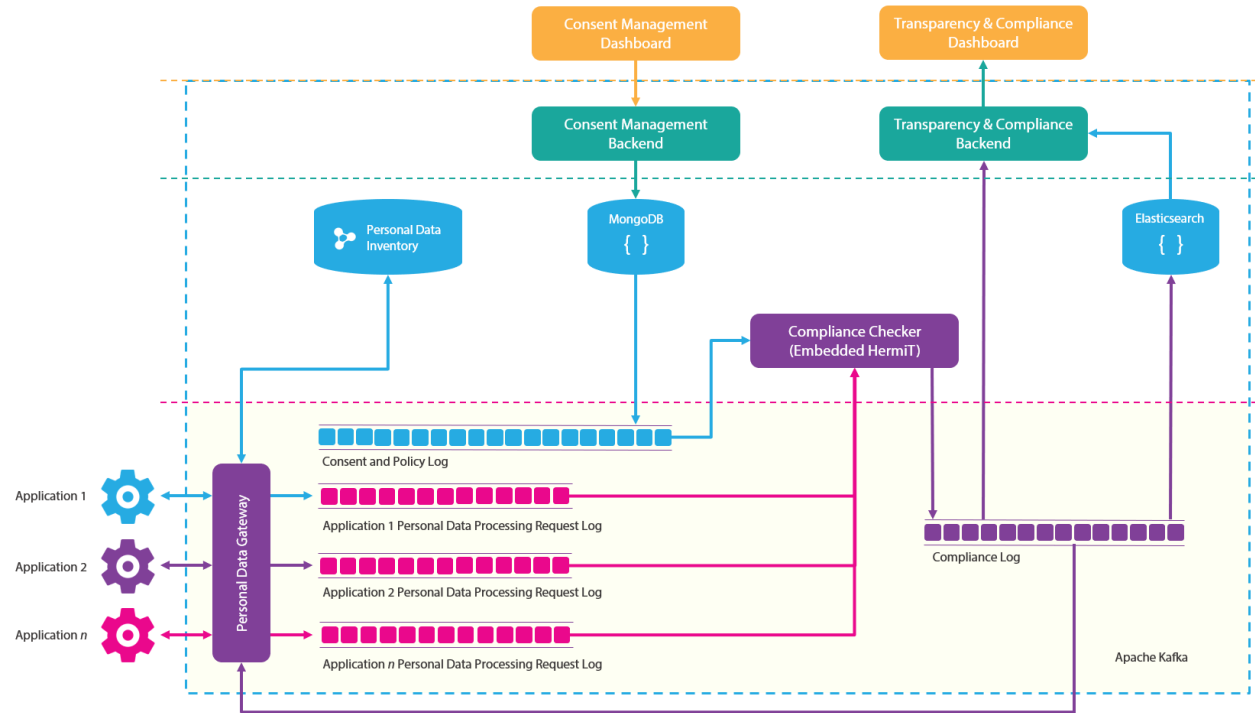 Consent Management
Dashboard
Transparency & Compliance
Dashboard
Consent Management
Backend
Transparency & Compliance
Backend
Personal Data
Inventory
MongoDB
{ }
Elasticsearch
{ }
Compliance Checker
(Embedded HermiT)
Consent and Policy Log
Application 1
Personal Data Gateway
Application 1 Personal Data Processing Request Log
Application 2
Application 2 Personal Data Processing Request Log
Compliance Log
Application n
Application n Personal Data Processing Request Log
Apache Kafka